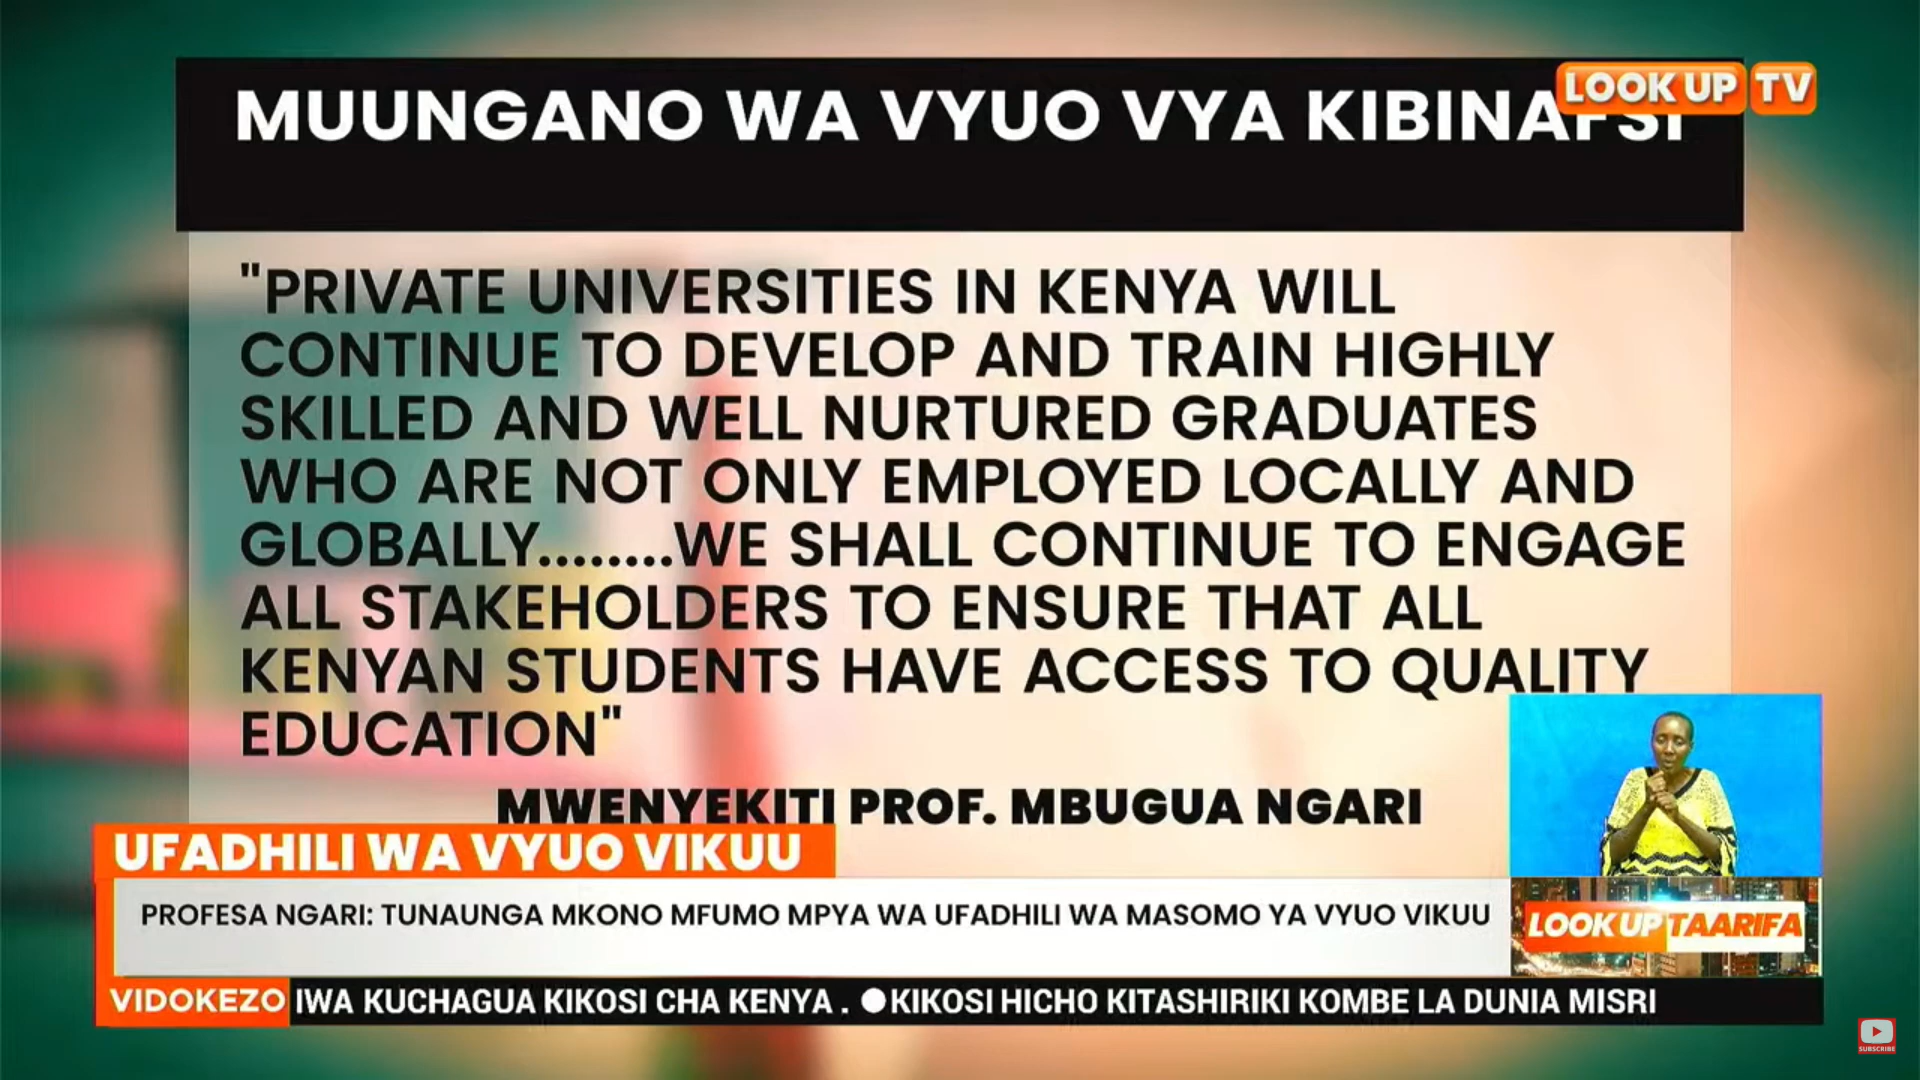 MUUNGANO WA VYUO VYA KIBINAFSI
LOOK UP TV
"PRIVATE UNIVERSITIES IN KENYA WILL
CONTINUE TO DEVELOP AND TRAIN HIGHLY
SKILLED AND WELL NURTURED GRADUATES
WHO ARE NOT ONLY EMPLOYED LOCALLY AND
GLOBALLY........WE SHALL CONTINUE TO ENGAGE
ALL STAKEHOLDERS TO ENSURE THAT ALL
KENYAN STUDENTS HAVE ACCESS TO QUALITY
EDUCATION"
MWENYEKITI PROF. MBUGUA NGARI
UFADHILI WA VYUO VIKUU
PROFESA NGARI: TUNAUNGA MKONO MFUMO MPYA WA UFADHILI WA MASOMO YA VYUO VIKUU
LOOK UP TAARIFA
VIDOKEZO IWA KUCHAGUA KIKOSI CHA KENYA . ●KIKOSI HICHO KITASHIRIKI KOMBE LA DUNIA MISRI
SUBSCRIBE